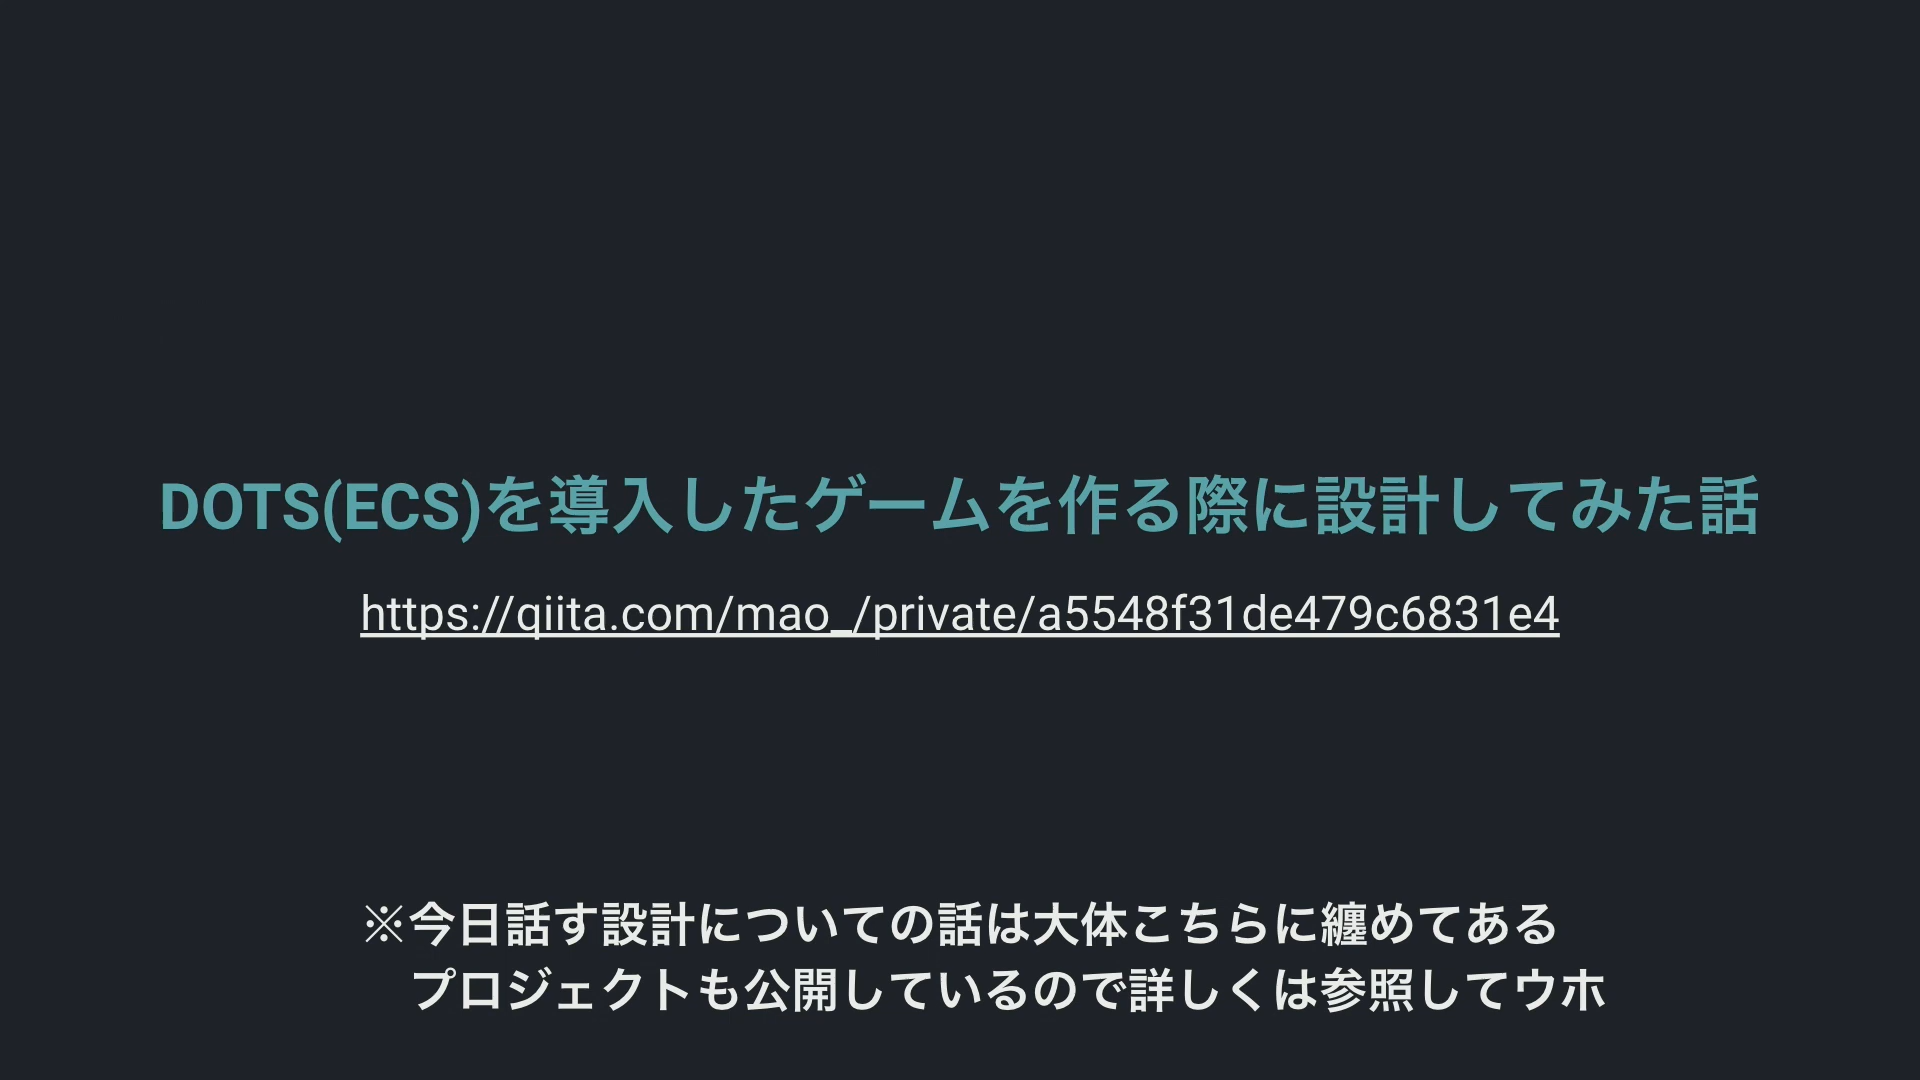 DOTS(ECS)を導入したゲームを作る際に設計してみた話
https://qiita.com/mao_/private/a5548f31de479c6831e4
※今日話す設計についての話は大体こちらに纏めてある
プロジェクトも公開しているので詳しくは参照してウホ